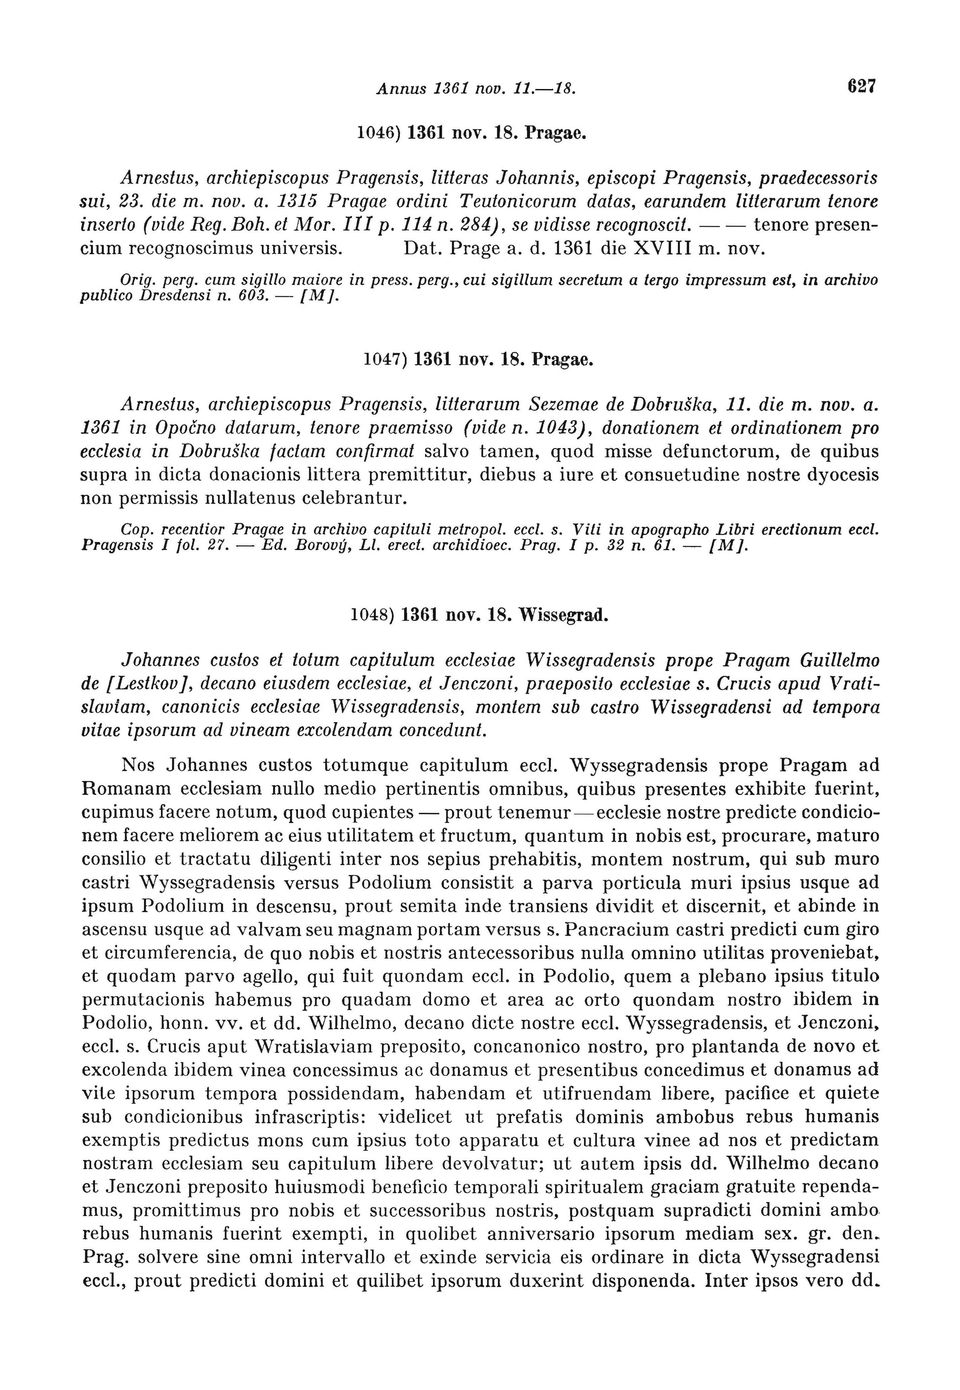 Annus 1361 nov. 11.—18.
627
1046) 1361 nov. 18. Pragae.
Arnestus, archiepiscopus Pragensis, litteras Johannis, episcopi Pragensis, praedecessoris
sui, 23. die m. nov. a. 1315 Pragae ordini Teutonicorum datas, earundem litterarum tenore
inserto (vide Reg. Boh. et Mor. III p. 114 n. 284), se vidisse recognoscit. — — tenore presen-
cium recognoscimus universis. Dat. Prage a. d. 1361 die XVIII m. nov.
Orig. perg. cum sigillo maiore in press. perg., cui sigillum secretum a tergo impressum est, in archivo
publico Dresdensi n. 603. — [M].
1047) 1361 nov. 18. Pragae.
Arnestus, archiepiscopus Pragensis, litterarum Sezemae de Dobruška, 11. die m. nov. a.
1361 in Opočno datarum, tenore praemisso (vide n. 1043), donationem et ordinationem pro
ecclesia in Dobruška factam confirmat salvo tamen, quod misse defunctorum, de quibus
supra in dicta donacionis littera premittitur, diebus a iure et consuetudine nostre dyocesis
non permissis nullatenus celebrantur.
Cop. recentior Pragae in archivo capituli metropol. eccl. s. Viti in apographo Libri erectionum eccl.
Pragensis I fol. 27. — Ed. Borový, Ll. erect. archidioec. Prag. I p. 32 n. 61. — [M].
1048) 1361 nov. 18. Wissegrad.
Johannes custos et totum capitulum ecclesiae Wissegradensis prope Pragam Guillelmo
de [Lestkov], decano eiusdem ecclesiae, et Jenczoni, praeposito ecclesiae s. Crucis apud Vrati-
slaviam, canonicis ecclesiae Wissegradensis, montem sub castro Wissegradensi ad tempora
vitae ipsorum ad vineam excolendam concedunt.
Nos Johannes custos totumque capitulum eccl. Wyssegradensis prope Pragam ad
Romanam ecclesiam nullo medio pertinentis omnibus, quibus presentes exhibite fuerint,
cupimus facere notum, quod cupientes — prout tenemur — ecclesie nostre predicte condicio-
nem facere meliorem ac eius utilitatem et fructum, quantum in nobis est, procurare, maturo
consilio et tractatu diligenti inter nos sepius prehabitis, montem nostrum, qui sub muro
castri Wyssegradensis versus Podolium consistit a parva porticula muri ipsius usque ad
ipsum Podolium in descensu, prout semita inde transiens dividit et discernit, et abinde in
ascensu usque ad valvam seu magnam portam versus s. Pancracium castri predicti cum giro
et circumferencia, de quo nobis et nostris antecessoribus nulla omnino utilitas proveniebat,
et quodam parvo agello, qui fuit quondam eccl. in Podolio, quem a plebano ipsius titulo
permutacionis habemus pro quadam domo et area ac orto quondam nostro ibidem in
Podolio, honn. vv. et dd. Wilhelmo, decano dicte nostre eccl. Wyssegradensis, et Jenczoni,
eccl. s. Crucis aput Wratislaviam preposito, concanonico nostro, pro plantanda de novo et
excolenda ibidem vinea concessimus ac donamus et presentibus concedimus et donamus ad
vite ipsorum tempora possidendam, habendam et utifruendam libere, pacifice et quiete
sub condicionibus infrascriptis: videlicet ut prefatis dominis ambobus rebus humanis
exemptis predictus mons cum ipsius toto apparatu et cultura vinee ad nos et predictam
nostram ecclesiam seu capitulum libere devolvatur; ut autem ipsis dd. Wilhelmo decano
et Jenczoni preposito huiusmodi beneficio temporali spiritualem graciam gratuite rependa-
mus, promittimus pro nobis et successoribus nostris, postquam supradicti domini ambo
rebus humanis fuerint exempti, in quolibet anniversario ipsorum mediam sex. gr. den.
Prag. solvere sine omni intervallo et exinde servicia eis ordinare in dicta Wyssegradensi
eccl., prout predicti domini et quilibet ipsorum duxerint disponenda. Inter ipsos vero dd.